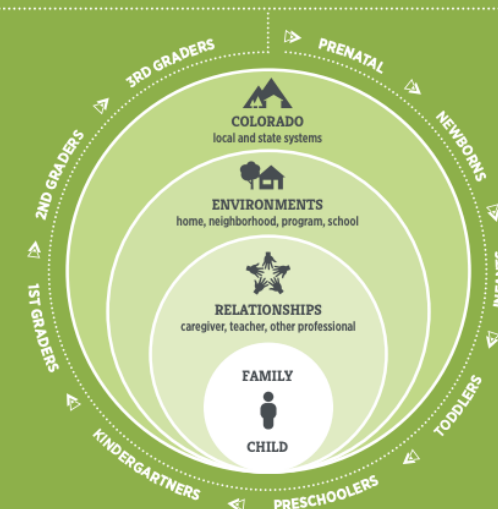 PRENATAL
NEWBORNS
TODDLERS
PRESCHOOLERS
KINDERGARTNERS
1ST GRADERS
2ND GRADERS
3RD GRADERS
COLORADO
local and state systems
ENVIRONMENTS
home, neighborhood, program, school
RELATIONSHIPS
caregiver, teacher, other professional
FAMILY
CHILD